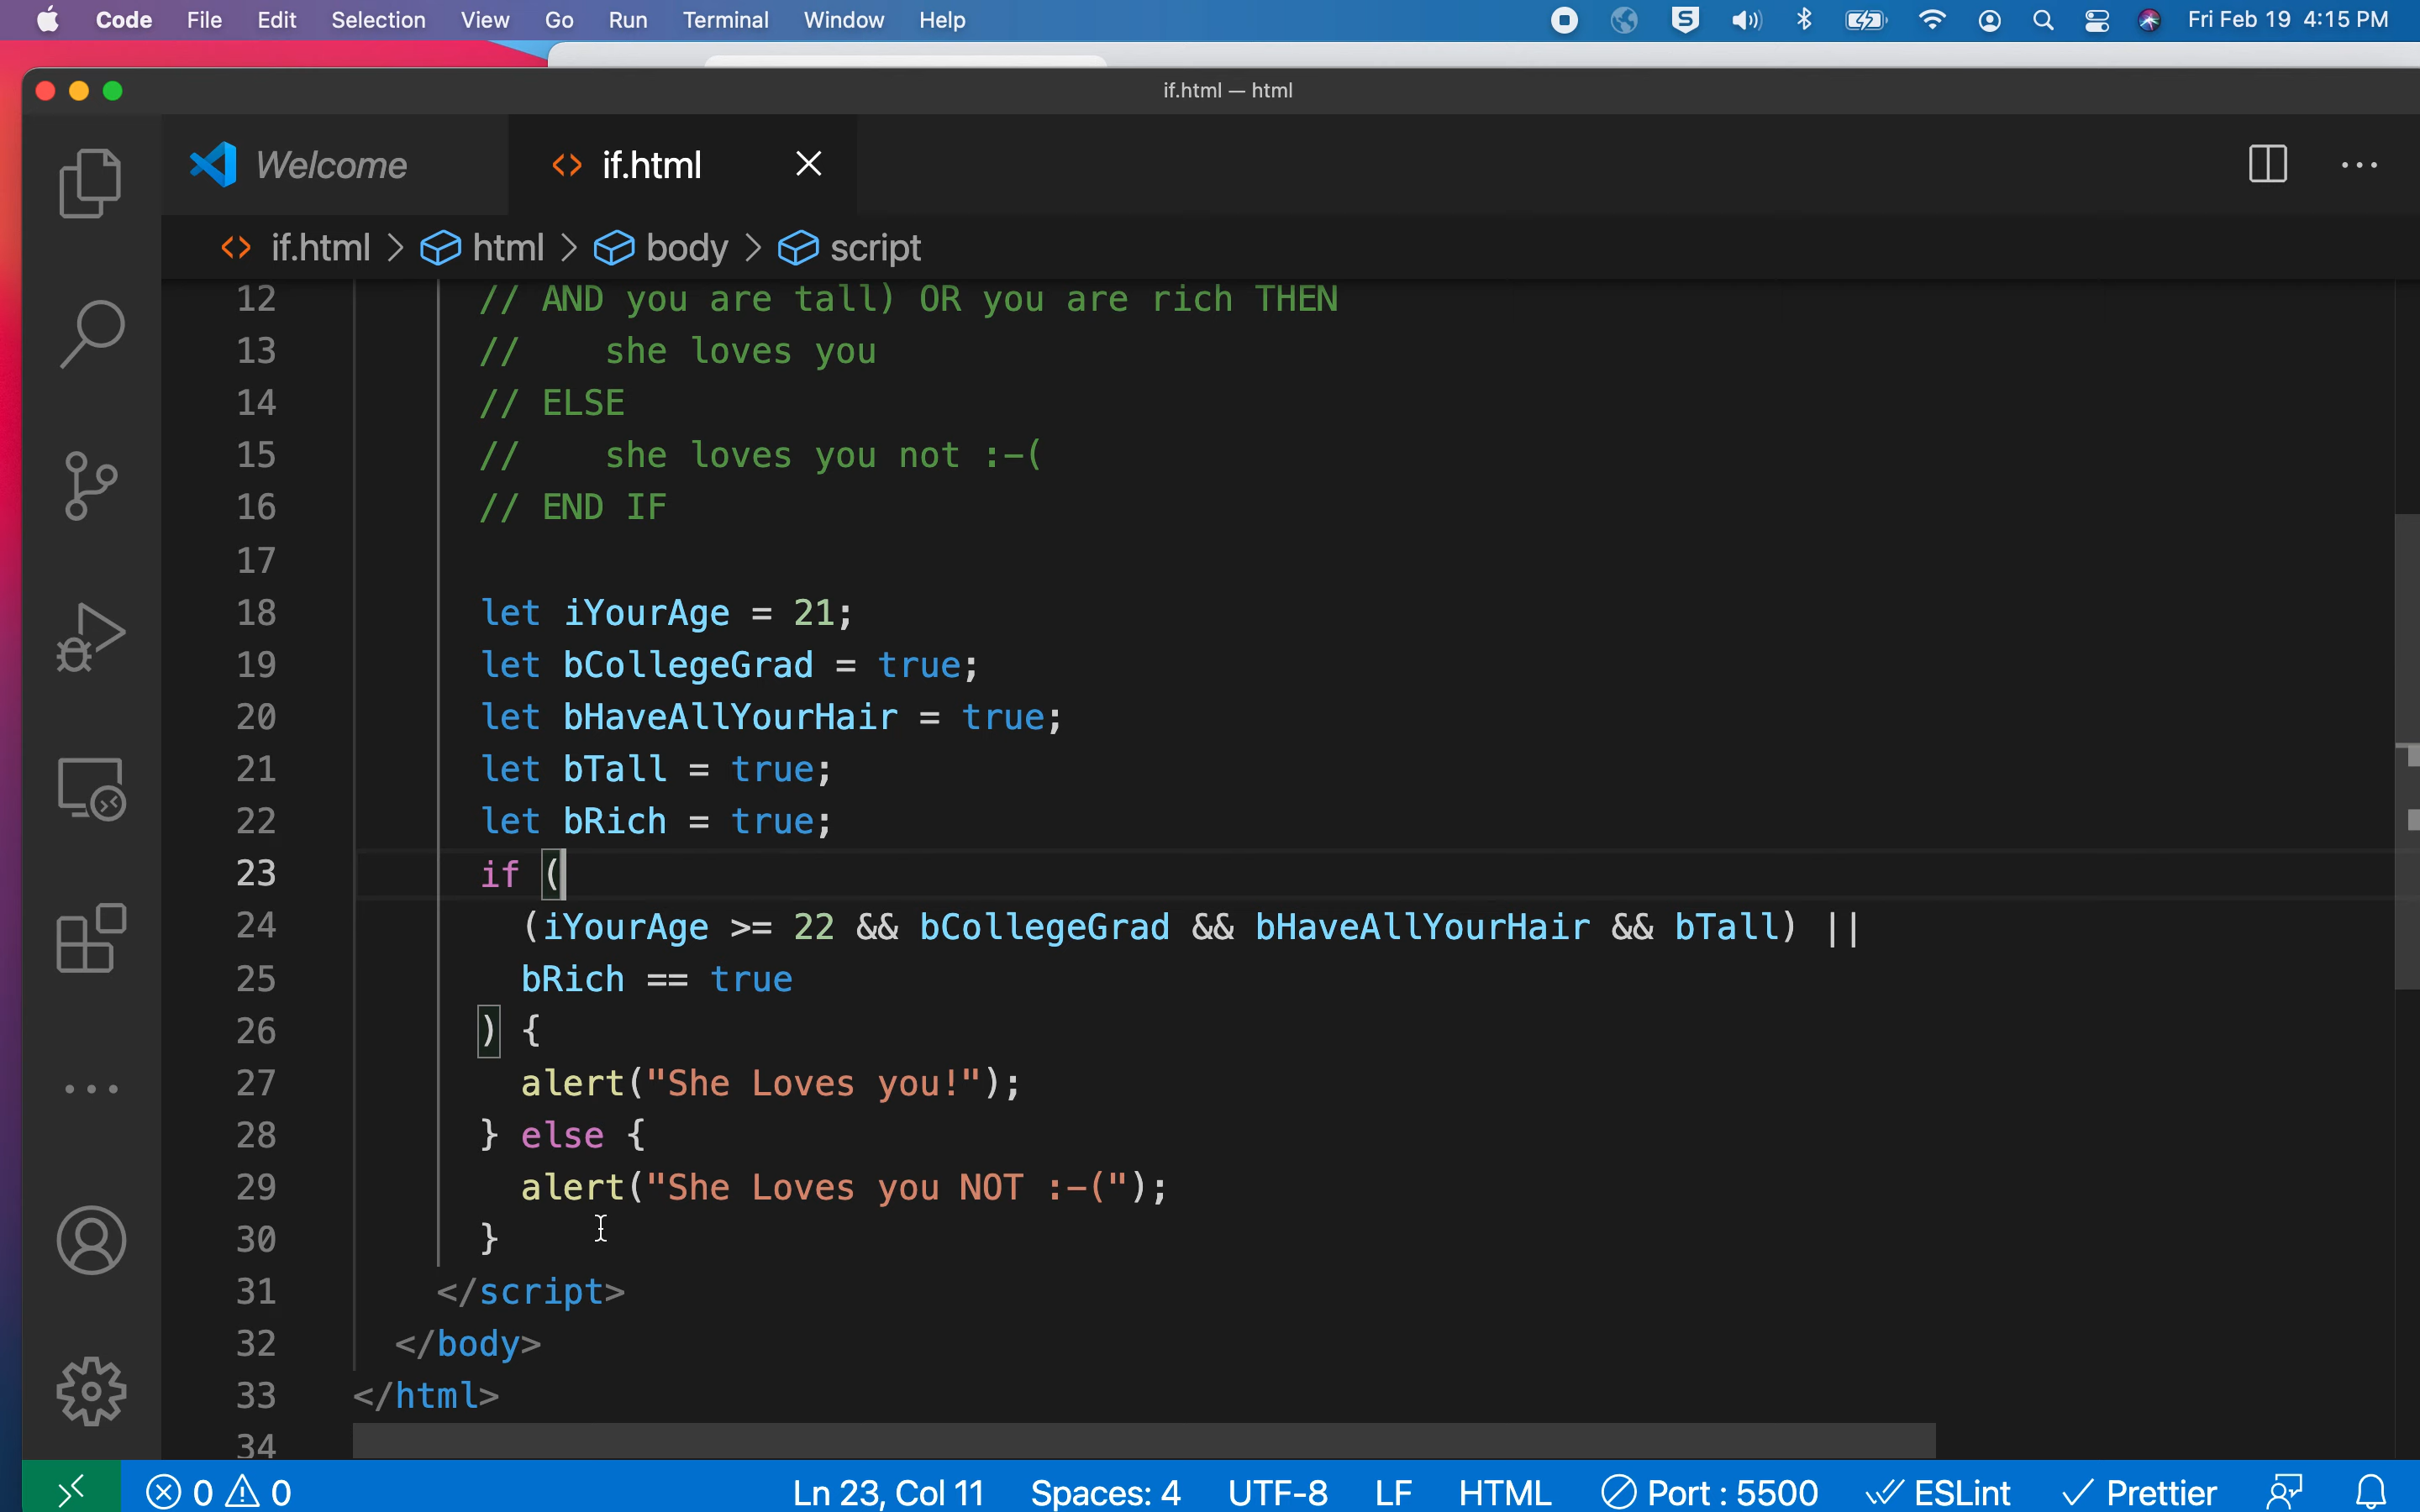 Code File Edit Selection View Go Run Terminal Window Help Fri Feb 19 4:15 PM
if.html — html
Welcome if.html
if.html > html > body > script
12 // AND you are tall) OR you are rich THEN
13 //    she loves you
14 // ELSE
15 //    she loves you not :-(
16 // END IF
17
18 let iYourAge = 21;
19 let bCollegeGrad = true;
20 let bHaveAllYourHair = true;
21 let bTall = true;
22 let bRich = true;
23 if (
24 (iYourAge >= 22 && bCollegeGrad && bHaveAllYourHair && bTall) ||
25 bRich == true
26 ) {
27 alert("She Loves you!");
28 } else {
29 alert("She Loves you NOT :-(");
30 }
31 </script>
32 </body>
33 </html>
34
0 0 Ln 23, Col 11 Spaces: 4 UTF-8 LF HTML Port : 5500 ESLint Prettier